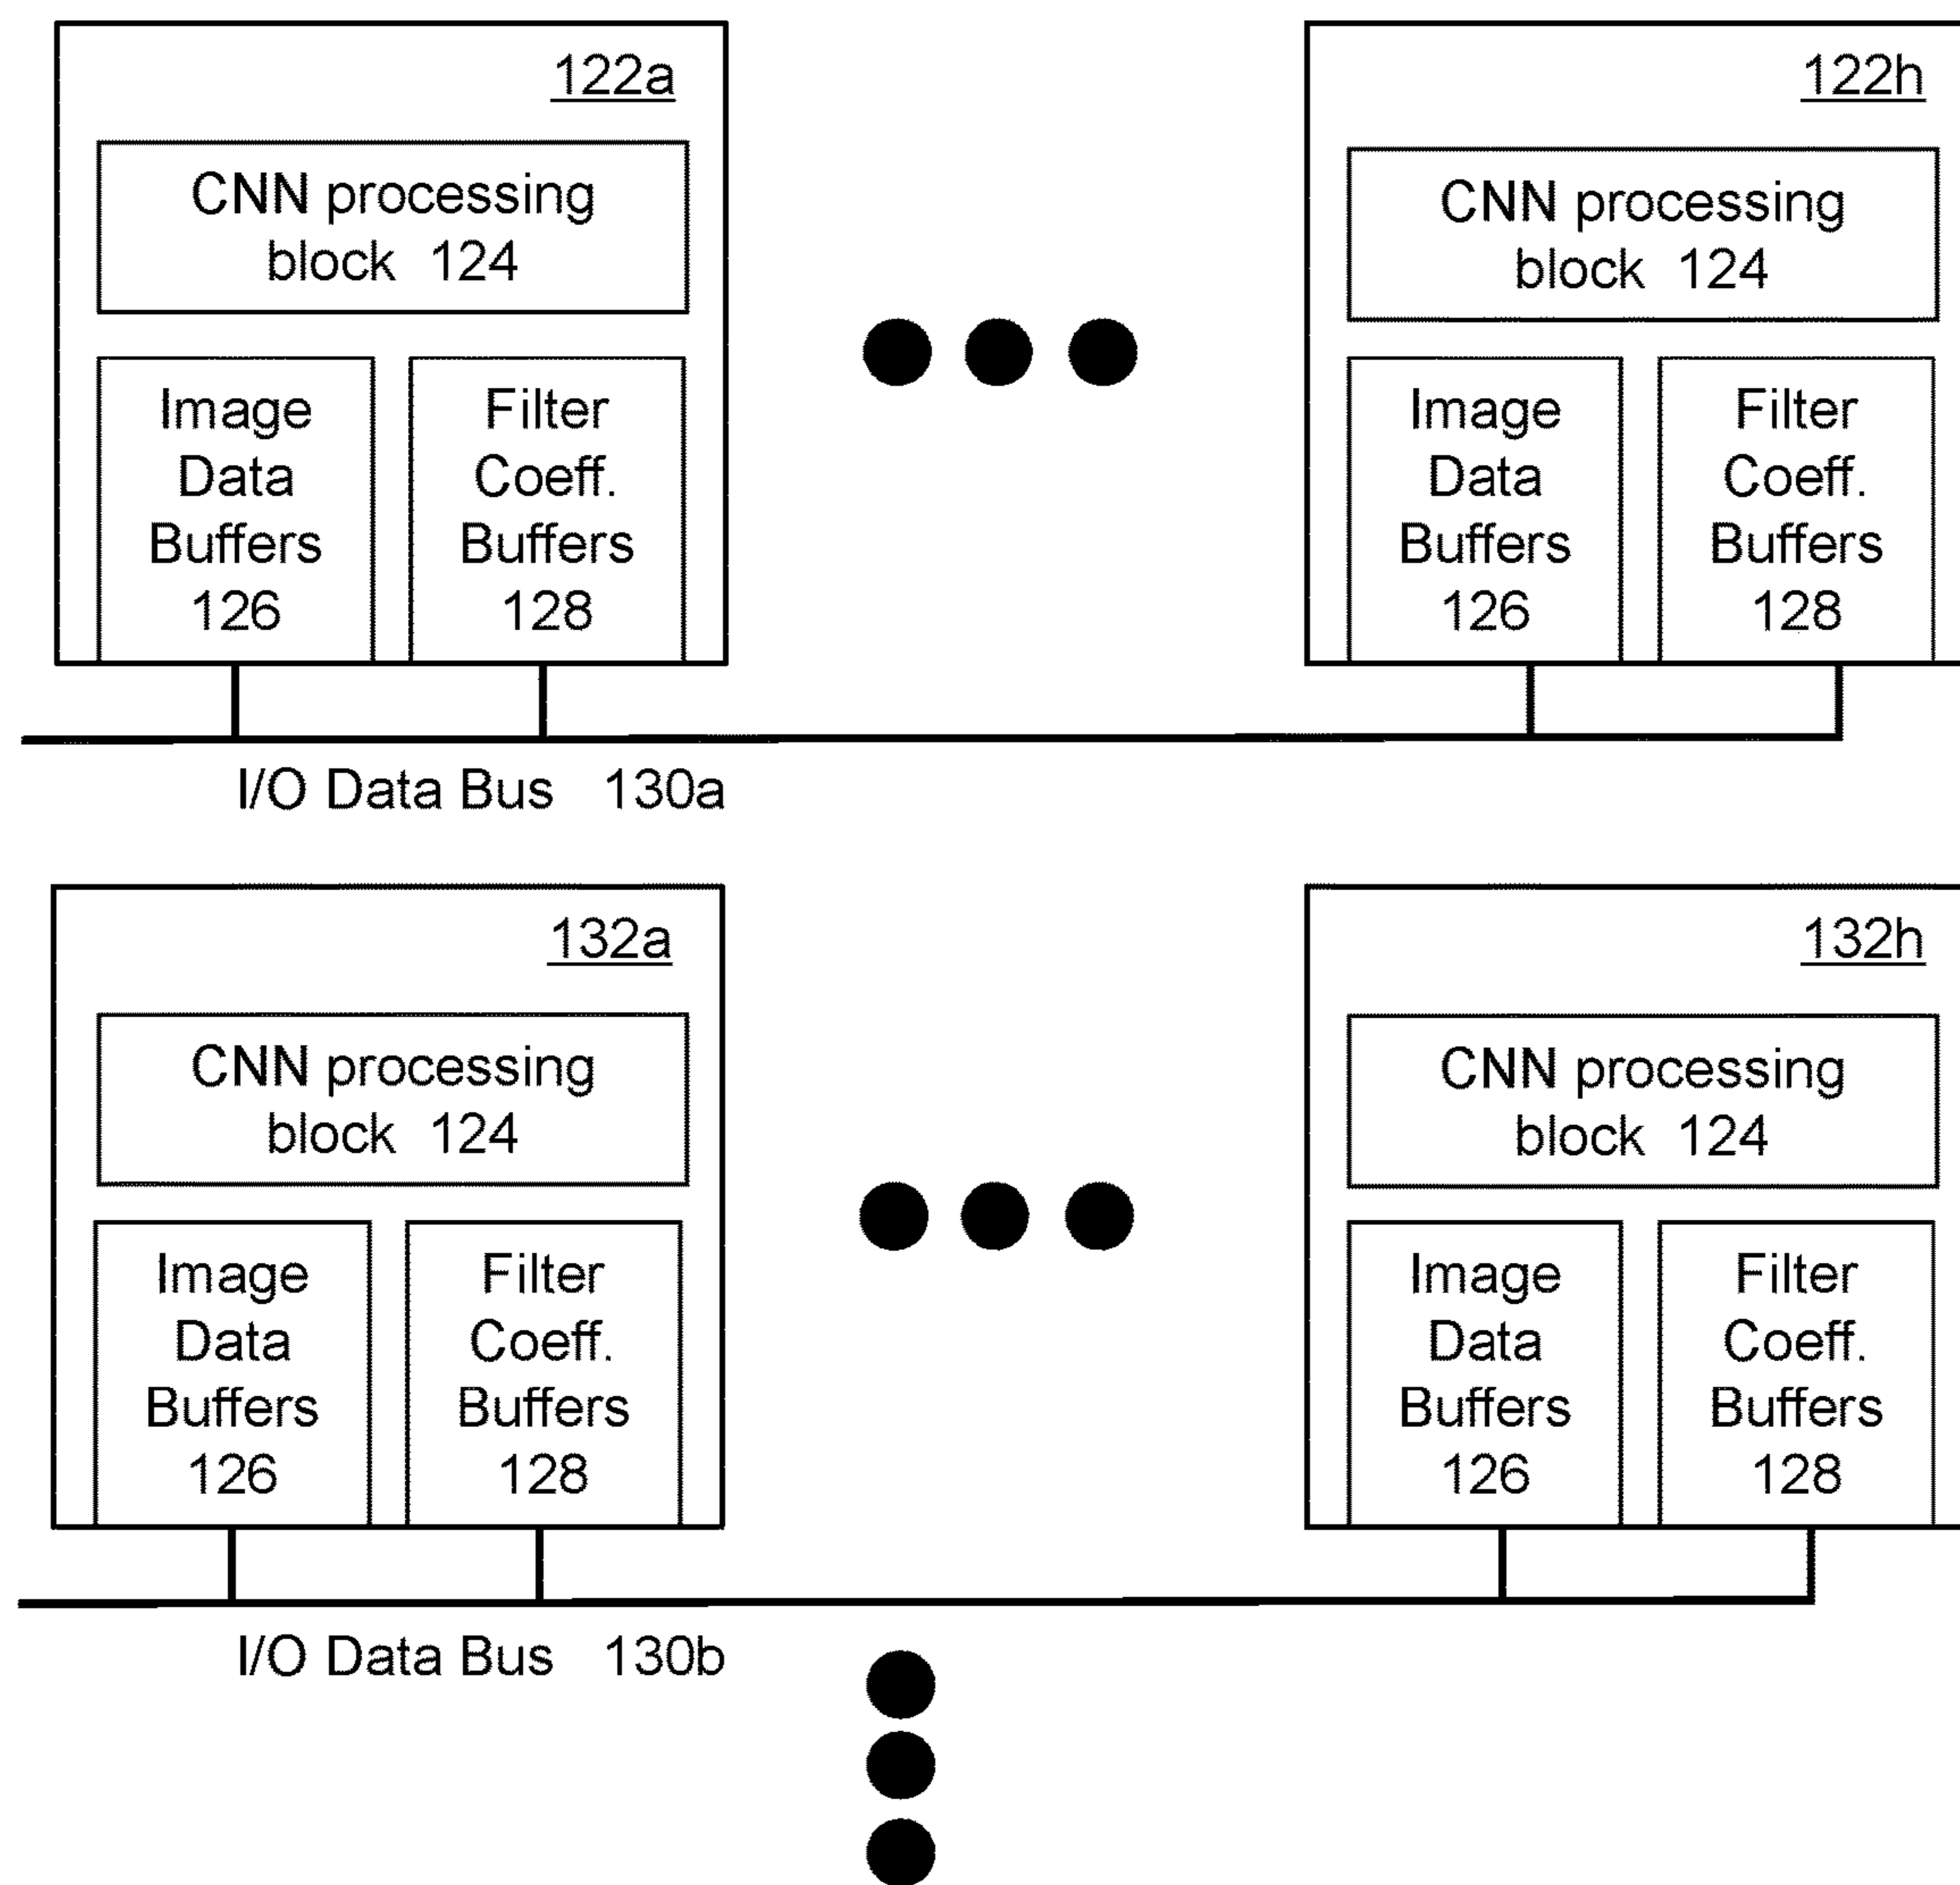 122a
CNN processing
block 124
Image
Data
Buffers
126
Filter
Coeff.
Buffers
128
122h
CNN processing
block 124
Image
Data
Buffers
126
Filter
Coeff.
Buffers
128
I/O Data Bus 130a
132a
CNN processing
block 124
Image
Data
Buffers
126
Filter
Coeff.
Buffers
128
132h
CNN processing
block 124
Image
Data
Buffers
126
Filter
Coeff.
Buffers
128
I/O Data Bus 130b